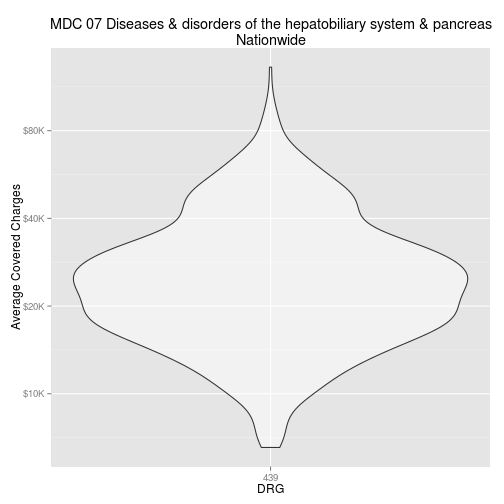 MDC 07 Diseases & disorders of the hepatobiliary system & pancreas
Nationwide
Average Covered Charges
$80K
$40K
$20K
$10K
439
DRG